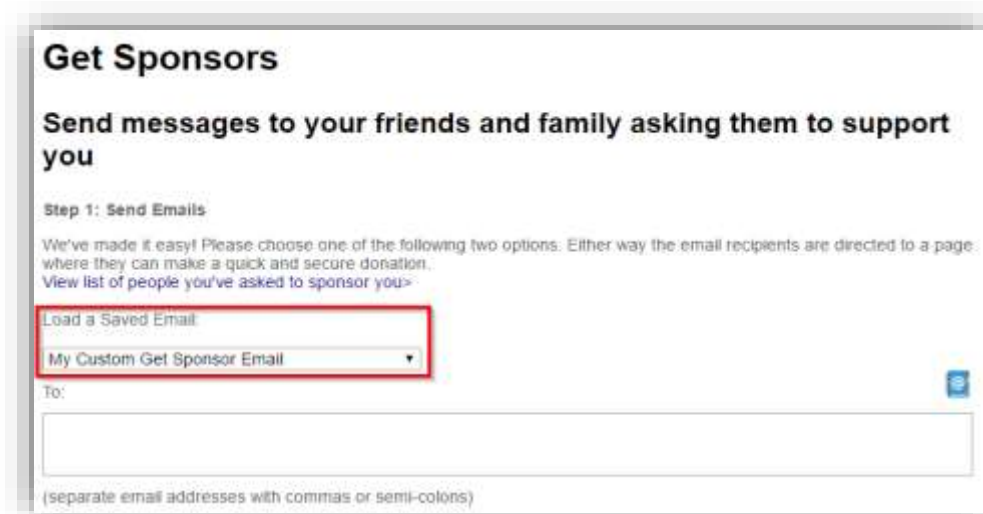 Get Sponsors
Send messages to your friends and family asking them to support
you
Step 1: Send Emails
We've made it easy! Please choose one of the following two options. Either way the email recipients are directed to a page
where they can make a quick and secure donation.
View list of people you've asked to sponsor you>
Load a Saved Email:
My Custom Get Sponsor Email
To:
(separate email addresses with commas or semi-colons)